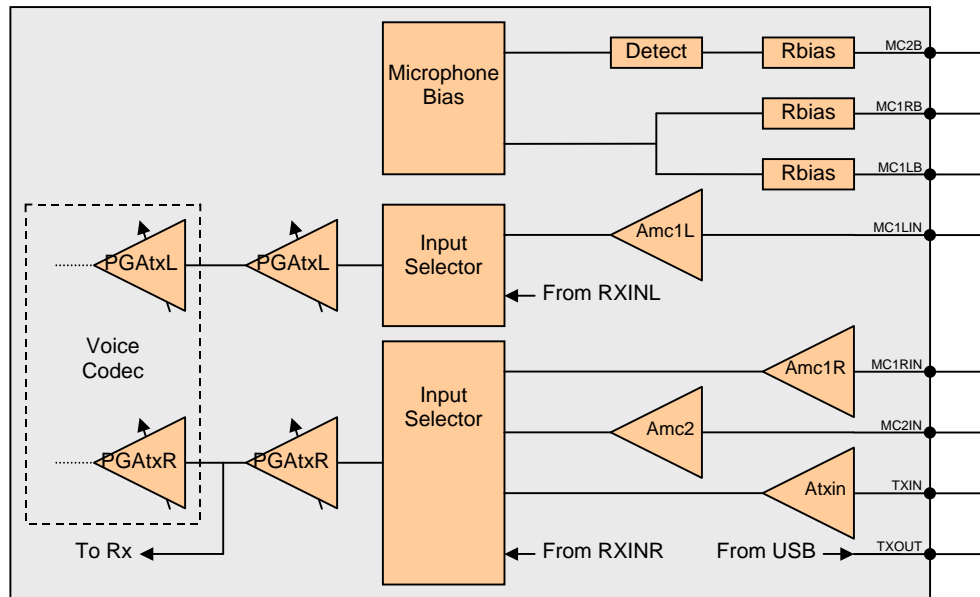 Microphone
Bias
Detect
Rbias
MC2B
Rbias
MC1RB
Rbias
MC1LB
PGAtxL
PGAtxL
Input
Selector
Amc1L
MC1LIN
From RXINL
Voice
Codec
Input
Selector
Amc1R
MC1RIN
Amc2
MC2IN
PGAtxR
PGAtxR
Atxin
TXIN
To Rx
From RXINR
From USB
TXOUT